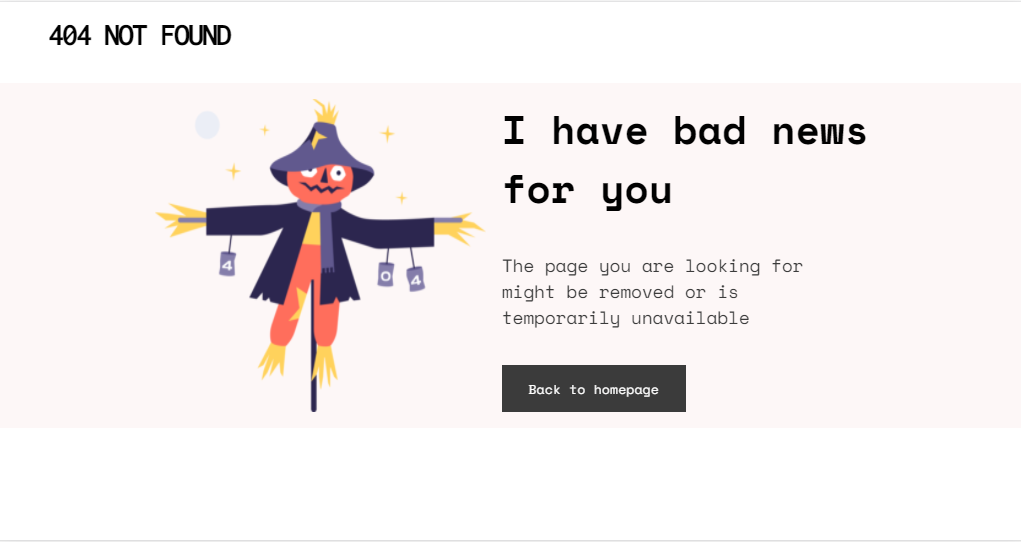 404 NOT FOUND
I have bad news
for you
4
0
4
The page you are looking for
might be removed or is
temporarily unavailable
Back to homepage